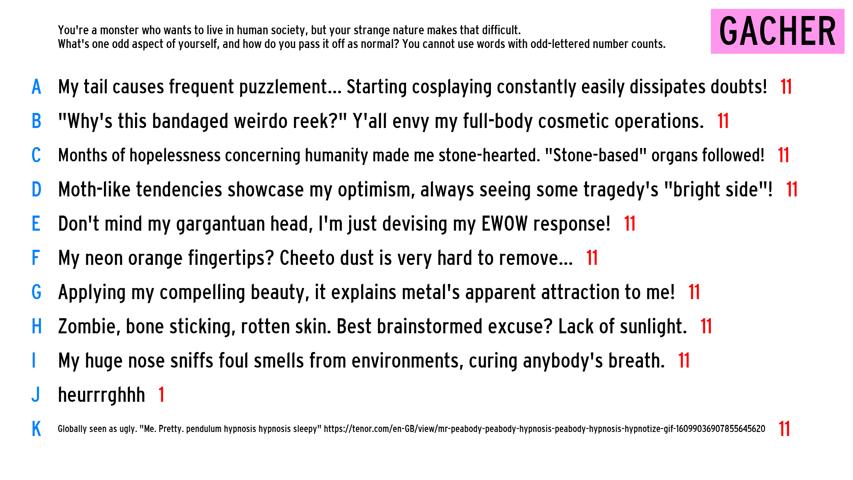 You're a monster who wants to live in human society, but your strange nature makes that difficult.
What's one odd aspect of yourself, and how do you pass it off as normal? You cannot use words with odd-lettered number counts.
GACHER
A My tail causes frequent puzzlement... Starting cosplaying constantly easily dissipates doubts! 11
B "Why's this bandaged weirdo reek?" Y'all envy my full-body cosmetic operations. 11
C Months of hopelessness concerning humanity made me stone-hearted. "Stone-based" organs followed! 11
D Moth-like tendencies showcase my optimism, always seeing some tragedy's "bright side"! 11
E Don't mind my gargantuan head, I'm just devising my EWOW response! 11
F My neon orange fingertips? Cheeto dust is very hard to remove... 11
G Applying my compelling beauty, it explains metal's apparent attraction to me! 11
H Zombie, bone sticking, rotten skin. Best brainstormed excuse? Lack of sunlight. 11
I My huge nose sniffs foul smells from environments, curing anybody's breath. 11
J heurrrghhh 1
K Globally seen as ugly. "Me. Pretty. pendulum hypnosis hypnosis sleepy" https://tenor.com/en-GB/view/mr-peabody-peabody-hypnosis-peabody-hypnosis-hypnotize-gif-16099036907855645620 11